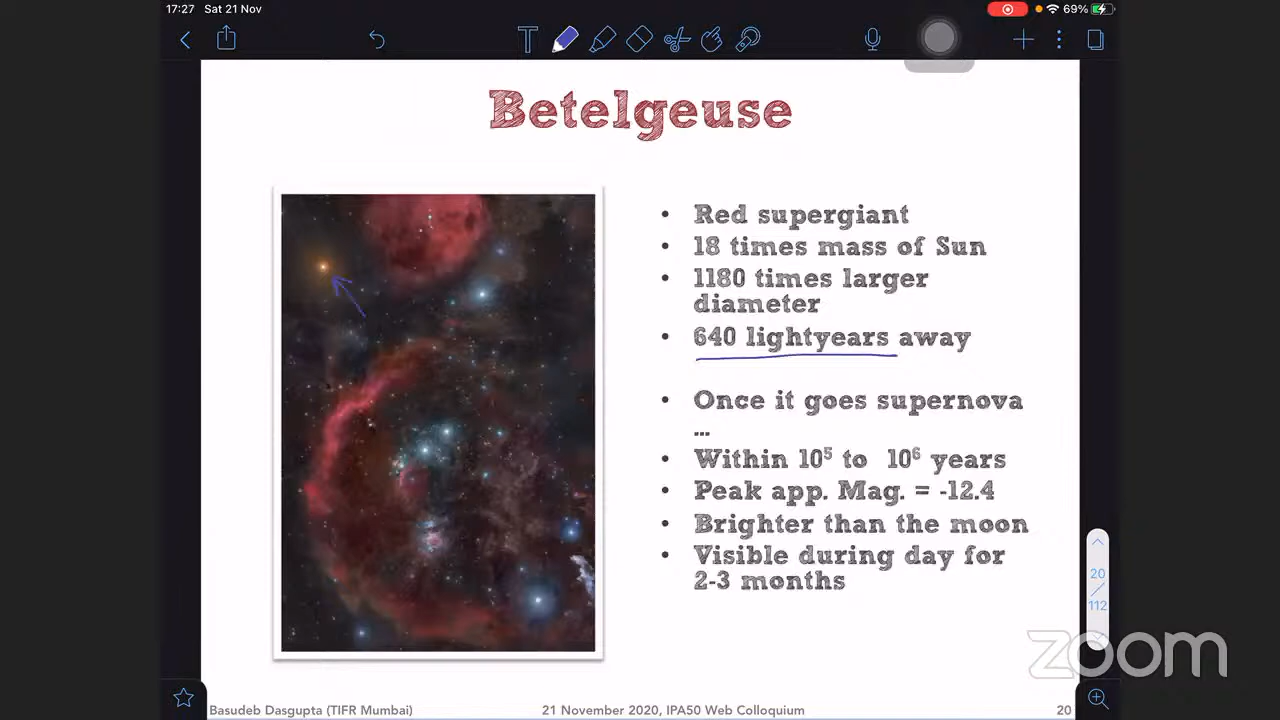 17:27 Sat 21 Nov
69%
Betelgeuse
• Red supergiant
• 18 times mass of Sun
• 1180 times larger
diameter
• 640 lightyears away
• Once it goes supernova
...
• Within 10⁵ to 10⁶ years
• Peak app. Mag. = -12.4
• Brighter than the moon
• Visible during day for
2-3 months
20
/
112
zoom
Basudeb Dasgupta (TIFR Mumbai) 21 November 2020, IPA50 Web Colloquium 20